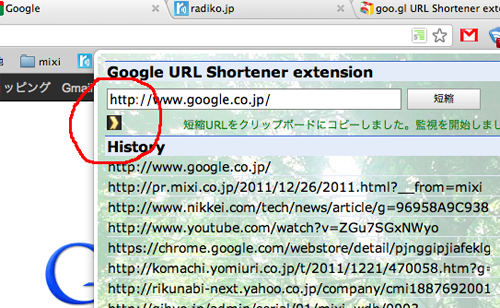 Google
radiko.jp
goo.gl URL Shortener exten
mixi
ョッピング Gmai
Google URL Shortener extension
http://www.google.co.jp/
短縮
短縮URLをクリップボードにコピーしました。監視を開始しま
History
http://www.google.co.jp/
http://pr.mixi.co.jp/2011/12/26/2011.html?__from=mixi
http://www.nikkei.com/tech/news/article/g=96958A9C938
http://www.youtube.com/watch?v=ZGu7SGxNWyo
https://chrome.google.com/webstore/detail/pjnggipjiafeklg
http://komachi.yomiuri.co.jp/t/2011/1221/470058.htm?g=
http://rikunabi-next.yahoo.co.jp/company/cmi1887692001